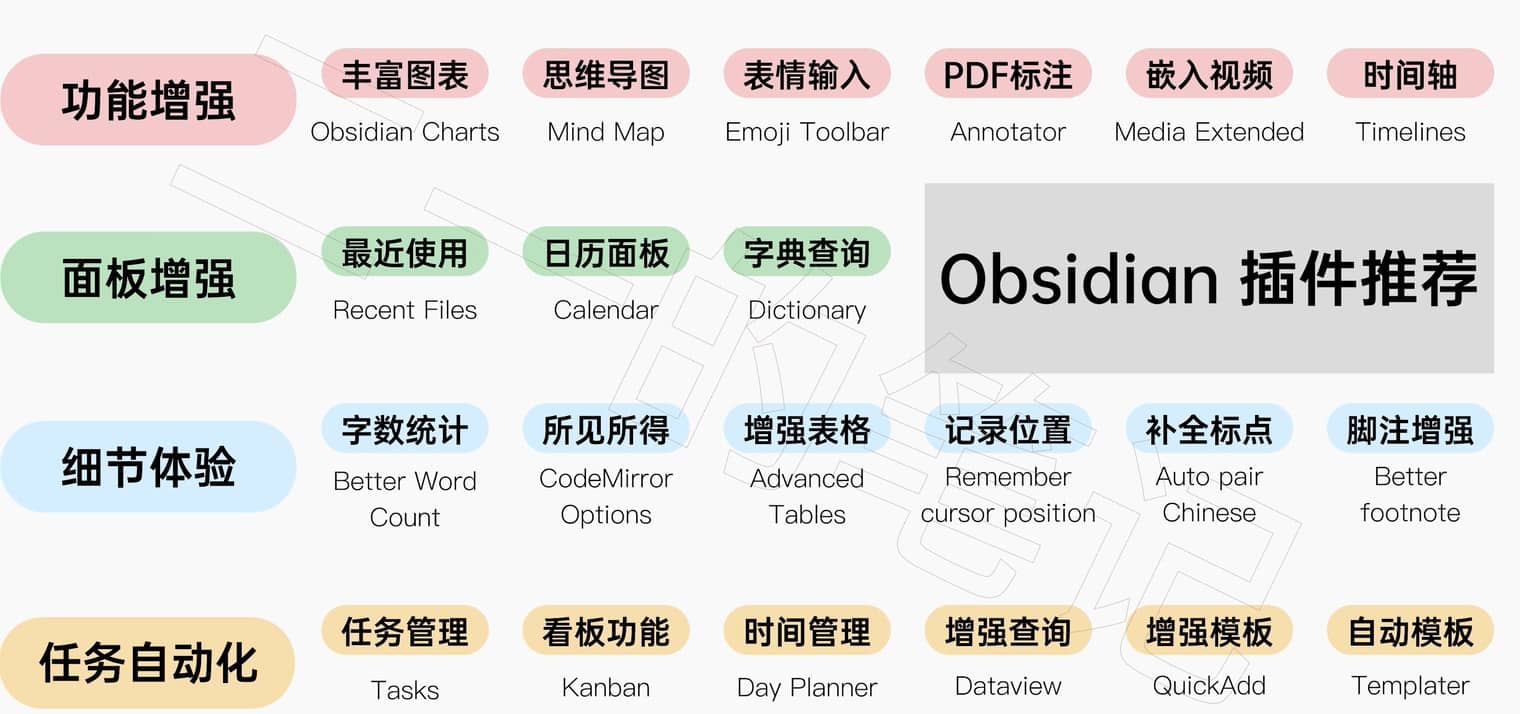 功能增强
丰富图表 思维导图 表情输入 PDF标注 嵌入视频 时间轴
Obsidian Charts Mind Map Emoji Toolbar Annotator Media Extended Timelines
面板增强
最近使用 日历面板 字典查询
Recent Files Calendar Dictionary
Obsidian 插件推荐
细节体验
字数统计 所见所得 增强表格 记录位置 补全标点 脚注增强
Better Word CodeMirror Advanced Remember Auto pair Better
Count Options Tables cursor position Chinese footnote
任务自动化
任务管理 看板功能 时间管理 增强查询 增强模板 自动模板
Tasks Kanban Day Planner Dataview QuickAdd Templater